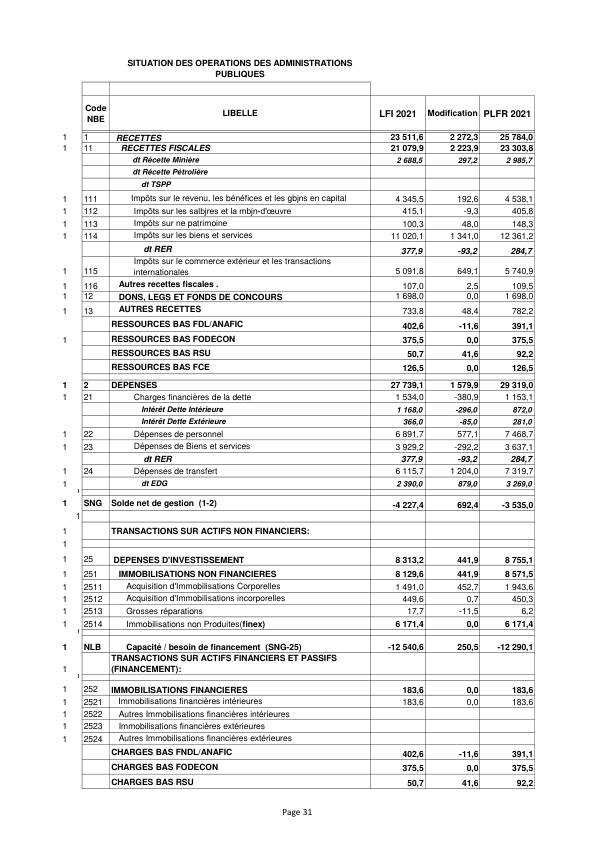 SITUATION DES OPERATIONS DES ADMINISTRATIONS
PUBLIQUES
Code NBE LIBELLE LFI 2021 Modification PLFR 2021
1 1 RECETTES 23 511,6 2 272,3 25 784,0
1 11 RECETTES FISCALES 21 079,9 2 223,9 23 303,8
dt Récette Minière 2 688,5 297,2 2 985,7
dt Récette Pétrolière
dt TSPP
1 111 Impôts sur le revenu, les bénéfices et les gbjns en capital 4 345,5 192,6 4 538,1
1 112 Impôts sur les salbjres et la mbjn-d'œuvre 415,1 -9,3 405,8
1 113 Impôts sur ne patrimoine 100,3 48,0 148,3
1 114 Impôts sur les biens et services 11 020,1 1 341,0 12 361,2
dt RER 377,9 -93,2 284,7
Impôts sur le commerce extérieur et les transactions
1 115 internationales 5 091,8 649,1 5 740,9
1 116 Autres recettes fiscales . 107,0 2,5 109,5
1 12 DONS, LEGS ET FONDS DE CONCOURS 1 698,0 0,0 1 698,0
1 13 AUTRES RECETTES 733,8 48,4 782,2
RESSOURCES BAS FDL/ANAFIC 402,6 -11,6 391,1
1 RESSOURCES BAS FODECON 375,5 0,0 375,5
RESSOURCES BAS RSU 50,7 41,6 92,2
RESSOURCES BAS FCE 126,5 0,0 126,5
1 2 DEPENSES 27 739,1 1 579,9 29 319,0
1 21 Charges financières de la dette 1 534,0 -380,9 1 153,1
Intérêt Dette Intérieure 1 168,0 -296,0 872,0
Intérêt Dette Extérieure 366,0 -85,0 281,0
1 22 Dépenses de personnel 6 891,7 577,1 7 468,7
1 23 Dépenses de Biens et services 3 929,2 -292,2 3 637,1
dt RER 377,9 -93,2 284,7
1 24 Dépenses de transfert 6 115,7 1 204,0 7 319,7
1 dt EDG 2 390,0 879,0 3 269,0
1
1 SNG Solde net de gestion (1-2) -4 227,4 692,4 -3 535,0
1
1 TRANSACTIONS SUR ACTIFS NON FINANCIERS:
1
1 25 DEPENSES D'INVESTISSEMENT 8 313,2 441,9 8 755,1
1 251 IMMOBILISATIONS NON FINANCIERES 8 129,6 441,9 8 571,5
1 2511 Acquisition d'Immobilisations Corporelles 1 491,0 452,7 1 943,6
1 2512 Acquisition d'Immobilisations incorporelles 449,6 0,7 450,3
1 2513 Grosses réparations 17,7 -11,5 6,2
1 2514 Immobilisations non Produites(finex) 6 171,4 0,0 6 171,4
1
1 NLB Capacité / besoin de financement (SNG-25) -12 540,6 250,5 -12 290,1
TRANSACTIONS SUR ACTIFS FINANCIERS ET PASSIFS
1 (FINANCEMENT):
1
1 252 IMMOBILISATIONS FINANCIERES 183,6 0,0 183,6
1 2521 Immobilisations financières intérieures 183,6 0,0 183,6
1 2522 Autres Immobilisations financières intérieures
1 2523 Immobilisations financières extérieures
1 2524 Autres Immobilisations financières extérieures
CHARGES BAS FNDL/ANAFIC 402,6 -11,6 391,1
CHARGES BAS FODECON 375,5 0,0 375,5
CHARGES BAS RSU 50,7 41,6 92,2
Page 31